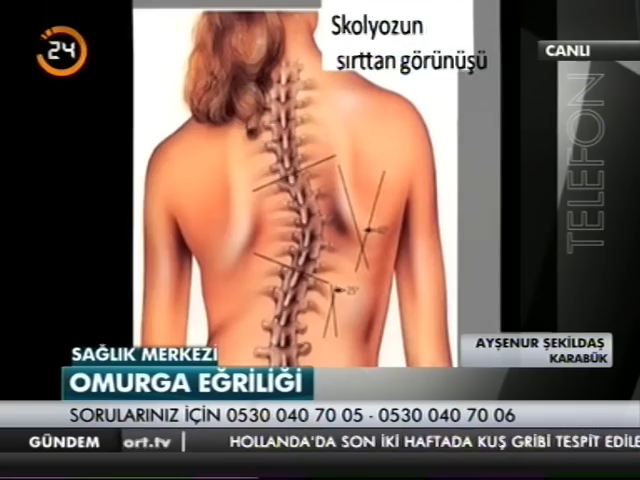 24
Skolyozun
sırttan görünüşü
CANLI
TELEFON
25°
AYŞENUR ŞEKİLDAŞ
KARABÜK
SAĞLIK MERKEZİ
OMURGA EĞRİLİĞİ
SORULARINIZ İÇİN 0530 040 70 05 - 0530 040 70 06
GÜNDEM ort.tv HOLLANDA'DA SON İKİ HAFTADA KUŞ GRİBİ TESPİT EDİLE